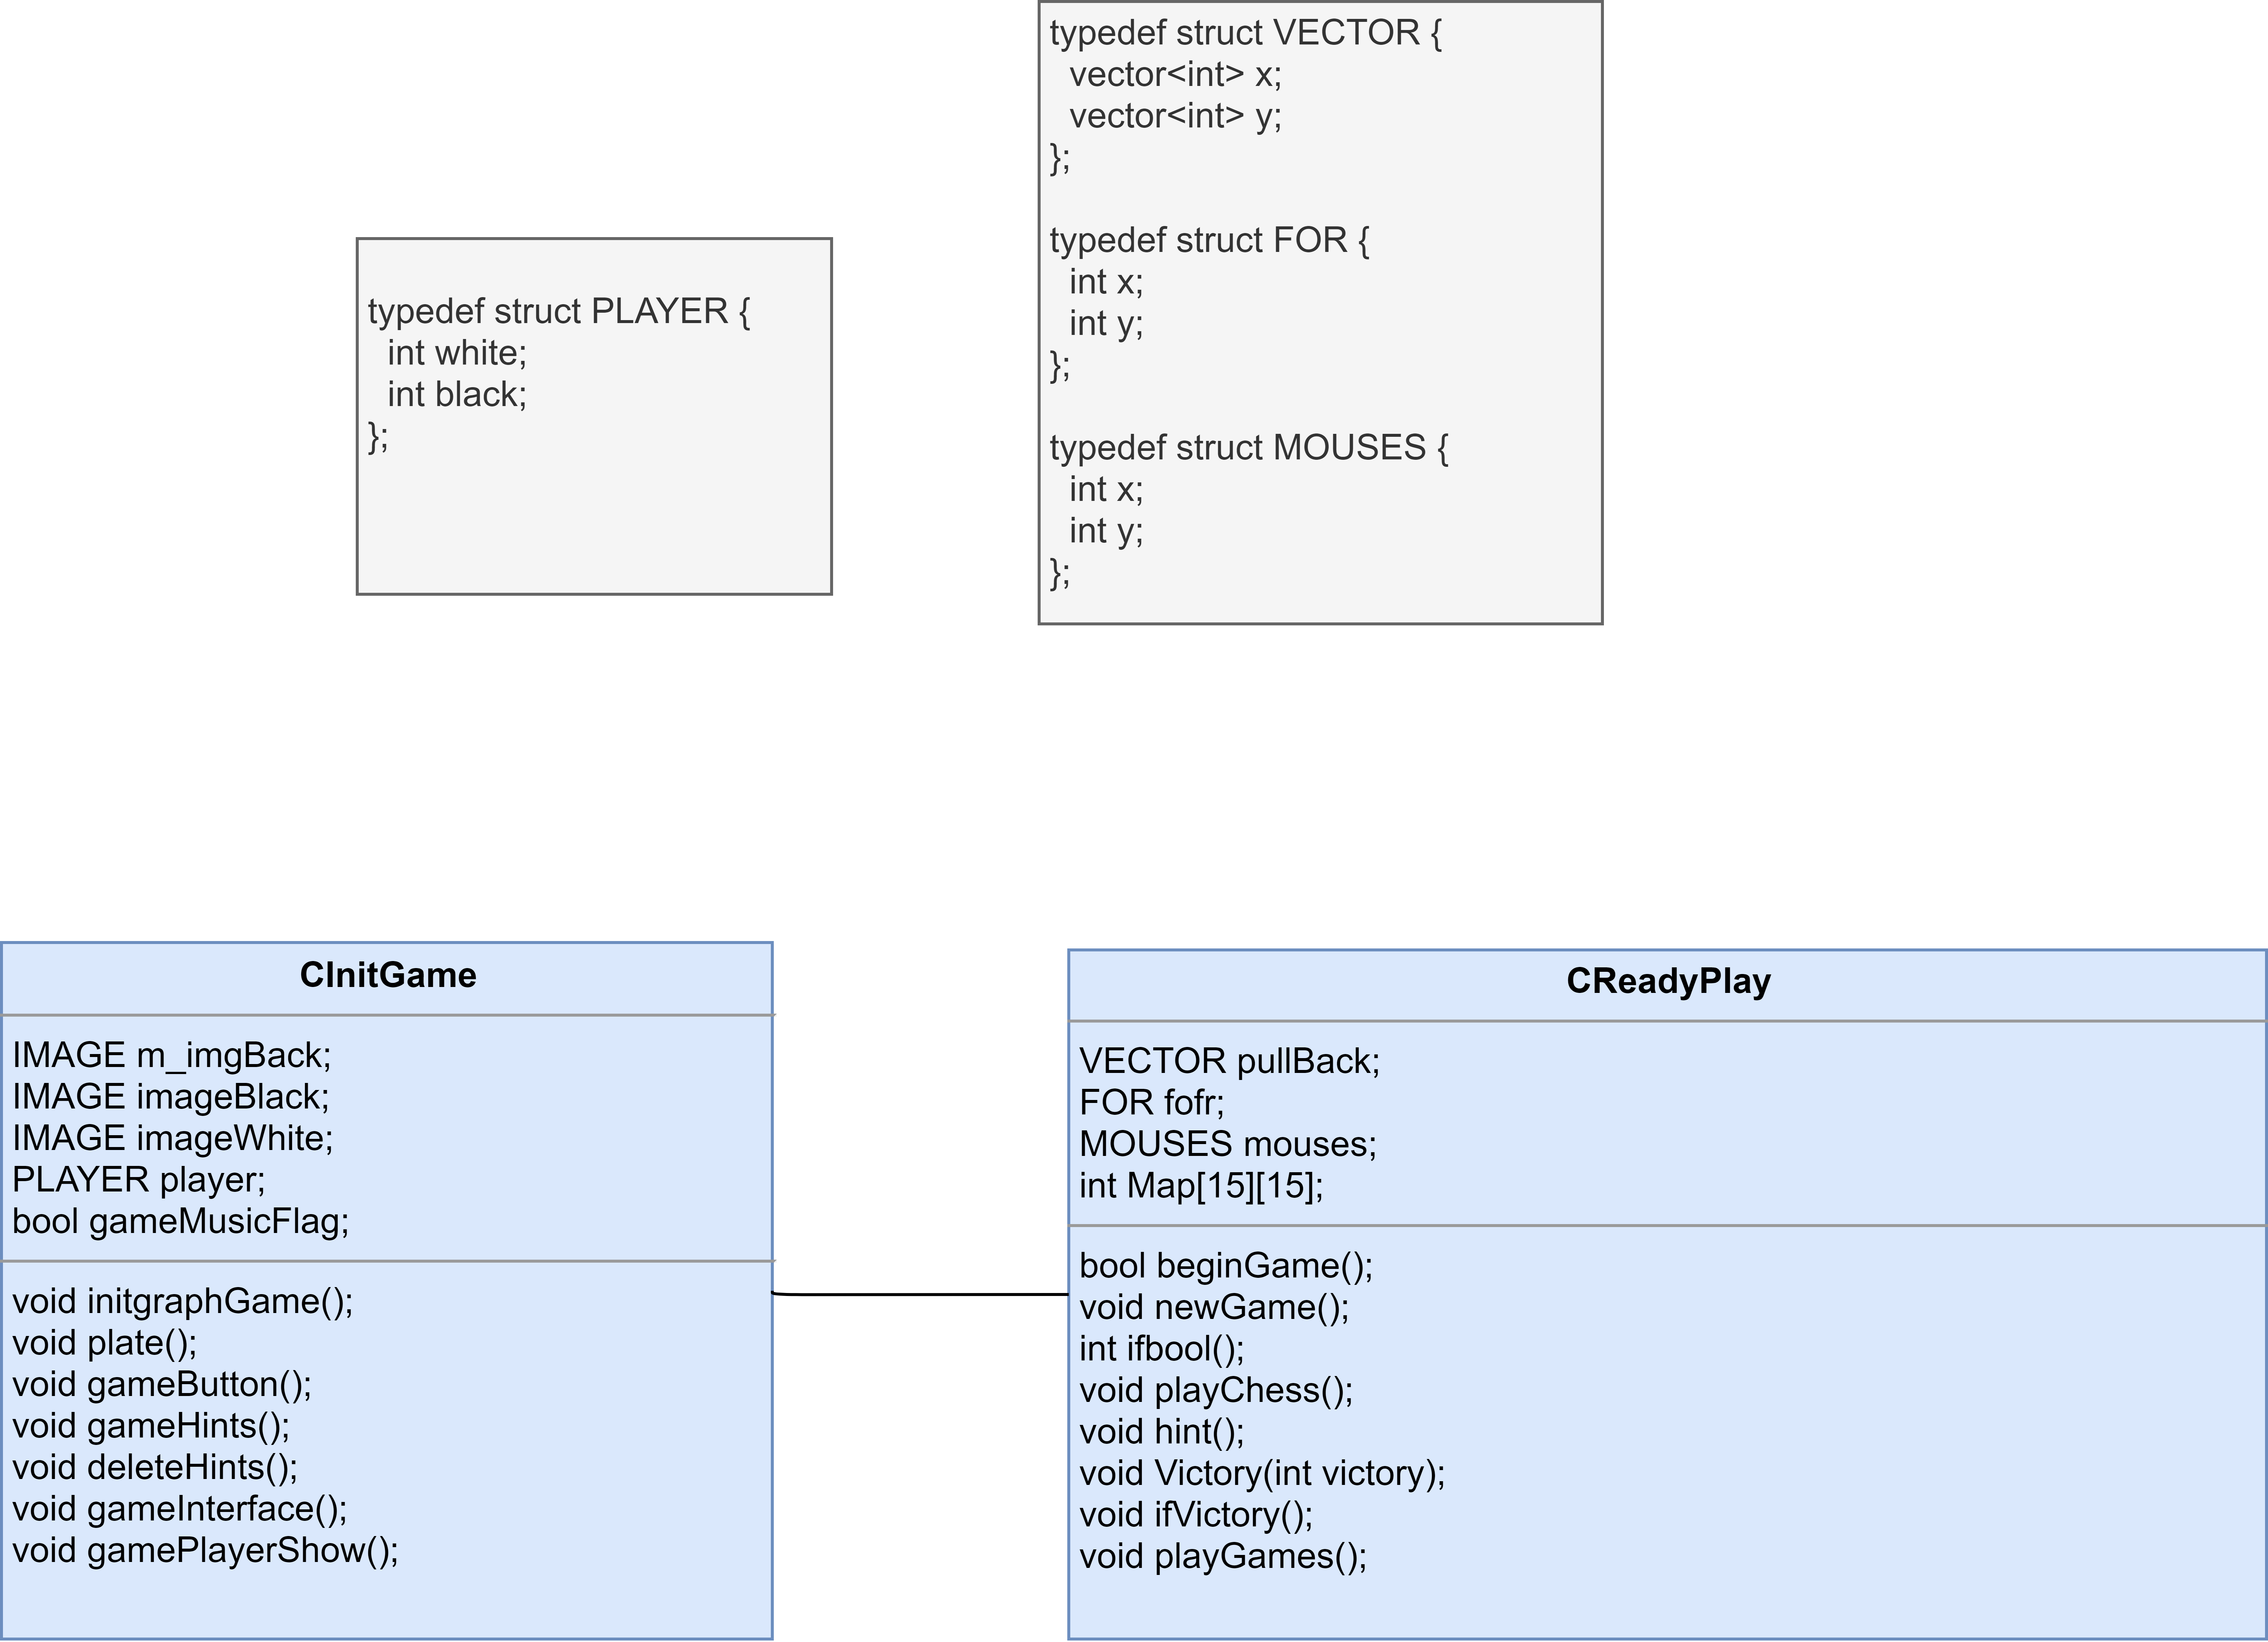 typedef struct VECTOR {
vector<int> x;
vector<int> y;
};
typedef struct FOR {
int x;
int y;
};
typedef struct MOUSES {
int x;
int y;
};
typedef struct PLAYER {
int white;
int black;
};
CInitGame
IMAGE m_imgBack;
IMAGE imageBlack;
IMAGE imageWhite;
PLAYER player;
bool gameMusicFlag;
void initgraphGame();
void plate();
void gameButton();
void gameHints();
void deleteHints();
void gameInterface();
void gamePlayerShow();
CReadyPlay
VECTOR pullBack;
FOR fofr;
MOUSES mouses;
int Map[15][15];
bool beginGame();
void newGame();
int ifbool();
void playChess();
void hint();
void Victory(int victory);
void ifVictory();
void playGames();